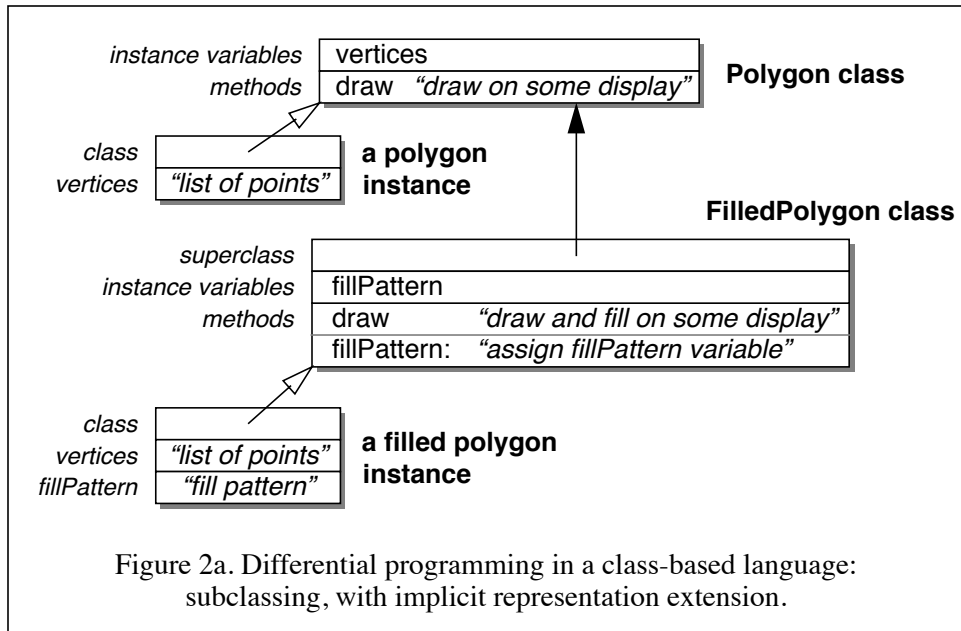 instance variables vertices
methods draw “draw on some display”
Polygon class
class
vertices “list of points”
a polygon
instance
FilledPolygon class
superclass
instance variables fillPattern
methods draw “draw and fill on some display”
fillPattern: “assign fillPattern variable”
class
vertices “list of points”
fillPattern “fill pattern”
a filled polygon
instance
Figure 2a. Differential programming in a class-based language:
subclassing, with implicit representation extension.